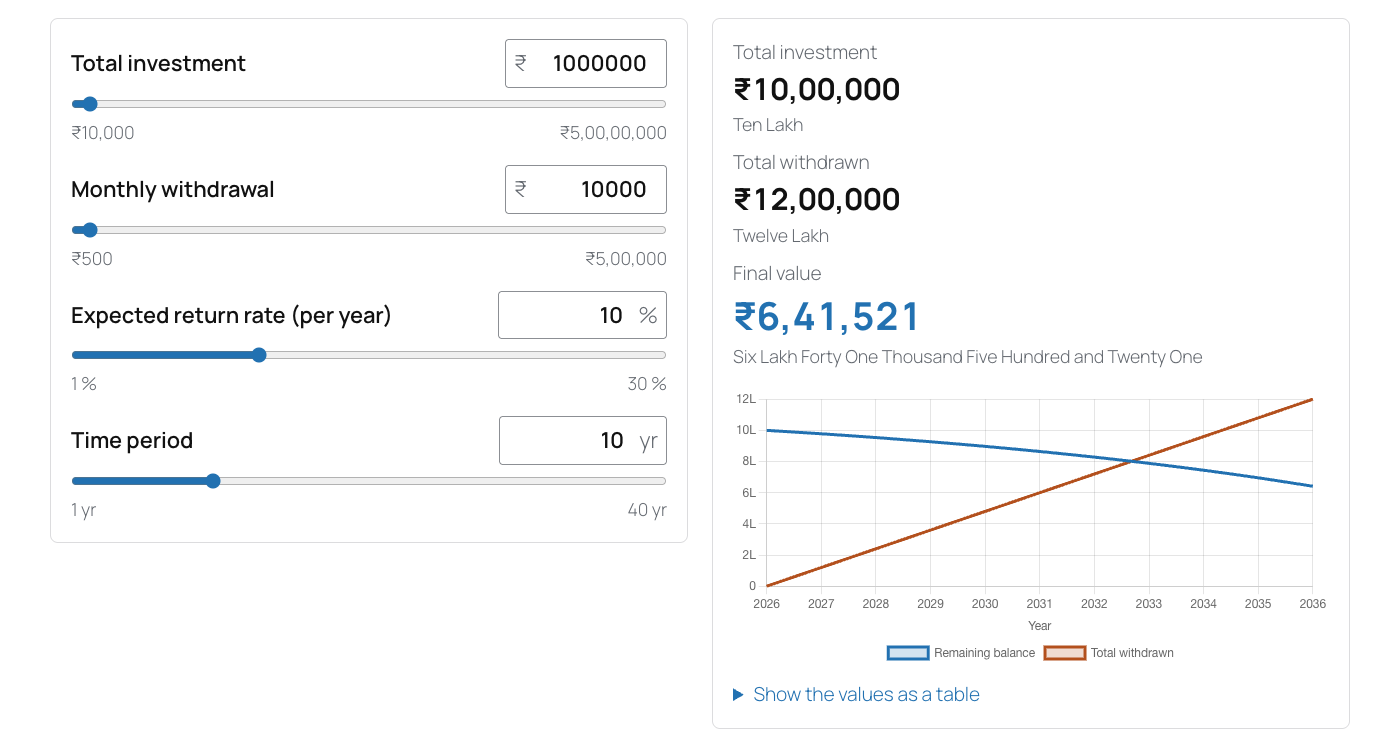 Total investment
₹ 1000000
₹10,000 ₹5,00,00,000
Monthly withdrawal
₹ 10000
₹500 ₹5,00,000
Expected return rate (per year)
10 %
1 % 30 %
Time period
10 yr
1 yr 40 yr
Total investment
₹10,00,000
Ten Lakh
Total withdrawn
₹12,00,000
Twelve Lakh
Final value
₹6,41,521
Six Lakh Forty One Thousand Five Hundred and Twenty One
12L
10L
8L
6L
4L
2L
0
2026 2027 2028 2029 2030 2031 2032 2033 2034 2035 2036
Year
Remaining balance Total withdrawn
Show the values as a table